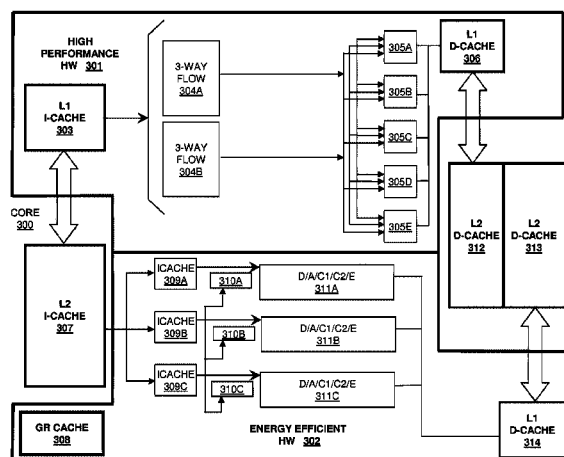 HIGH
PERFORMANCE
HW 301
L1
I-CACHE
303
3-WAY
FLOW
304A
3-WAY
FLOW
304B
305A
305B
305C
305D
305E
L1
D-CACHE
306
CORE
300
L2
I-CACHE
307
GR CACHE
308
ICACHE
309A
ICACHE
309B
ICACHE
309C
310A
310B
310C
D/A/C1/C2/E
311A
D/A/C1/C2/E
311B
D/A/C1/C2/E
311C
ENERGY EFFICIENT
HW 302
L2
D-CACHE
312
L2
D-CACHE
313
L1
D-CACHE
314